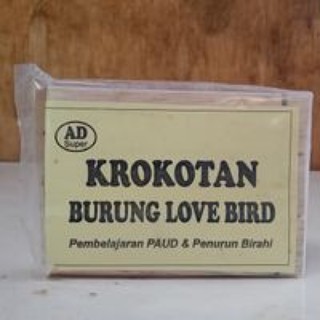 AD
Super
KROKOTAN
BURUNG LOVE BIRD
Pembelajaran PAUD & Penurun Birahi